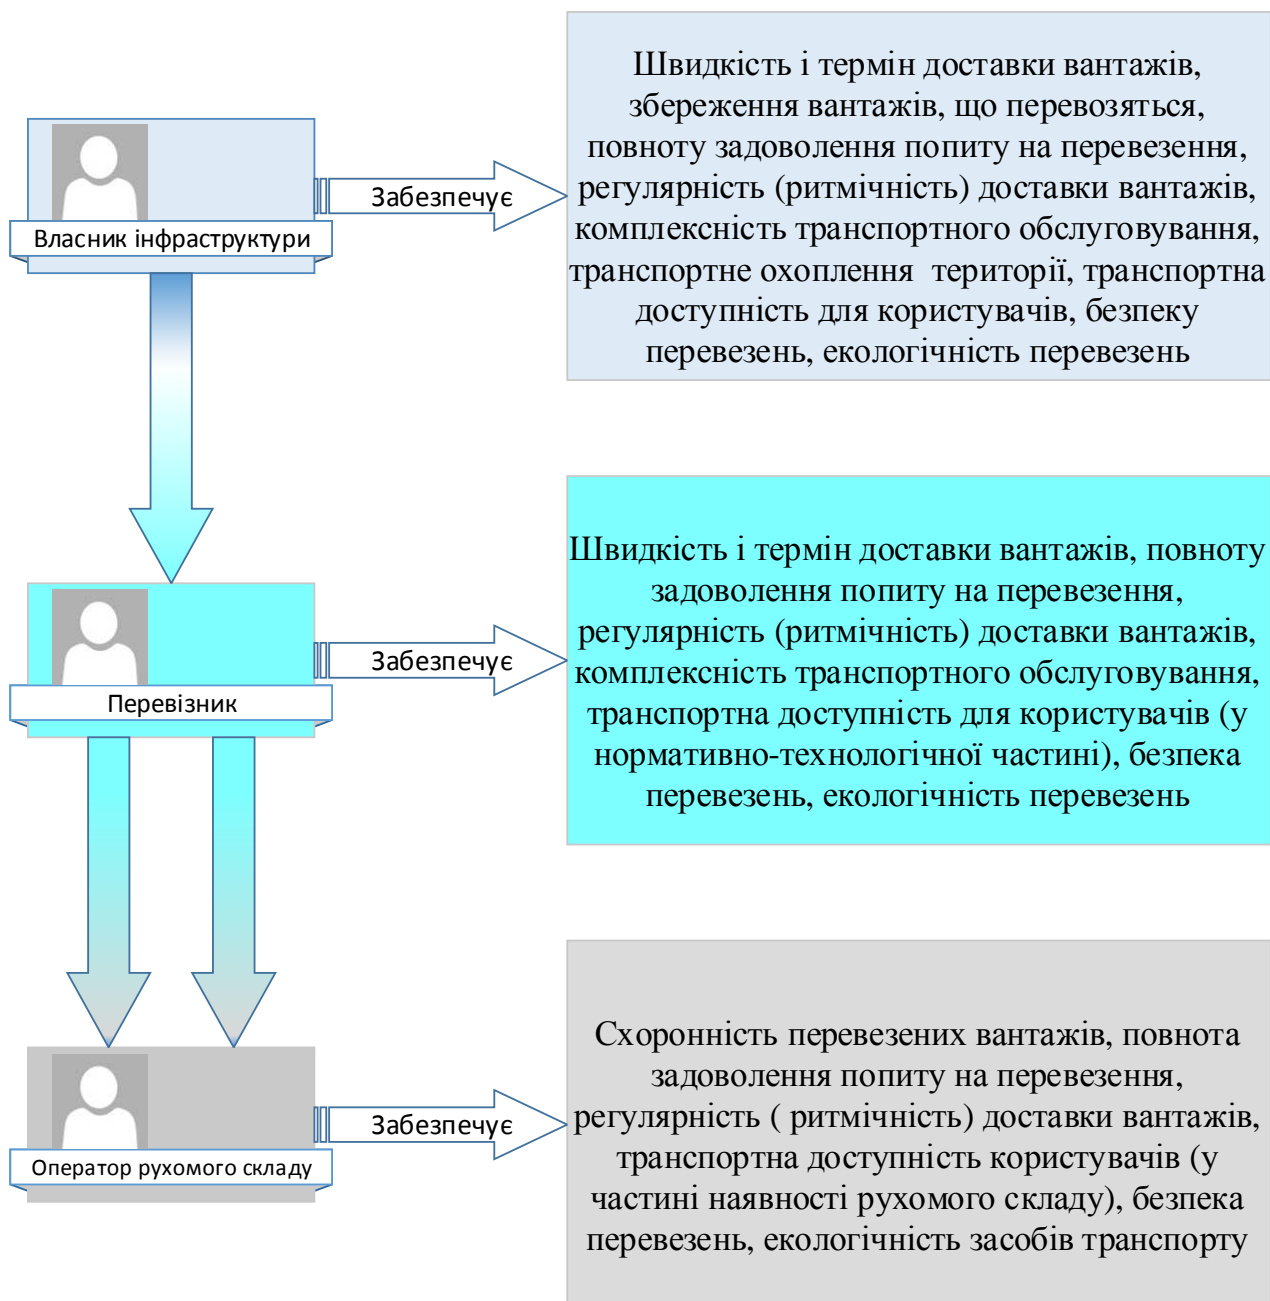 Власник інфраструктури
Забезпечує
Швидкість і термін доставки вантажів,
збереження вантажів, що перевозяться,
повноту задоволення попиту на перевезення,
регулярність (ритмічність) доставки вантажів,
комплексність транспортного обслуговування,
транспортне охоплення  території, транспортна
доступність для користувачів, безпеку
перевезень, екологічність перевезень
Перевізник
Забезпечує
Швидкість і термін доставки вантажів, повноту
задоволення попиту на перевезення,
регулярність (ритмічність) доставки вантажів,
комплексність транспортного обслуговування,
транспортна доступність для користувачів (у
нормативно-технологічної частині), безпека
перевезень, екологічність перевезень
Оператор рухомого складу
Забезпечує
Схоронність перевезених вантажів, повнота
задоволення попиту на перевезення,
регулярність ( ритмічність) доставки вантажів,
транспортна доступність користувачів (у
частині наявності рухомого складу), безпека
перевезень, екологічність засобів транспорту